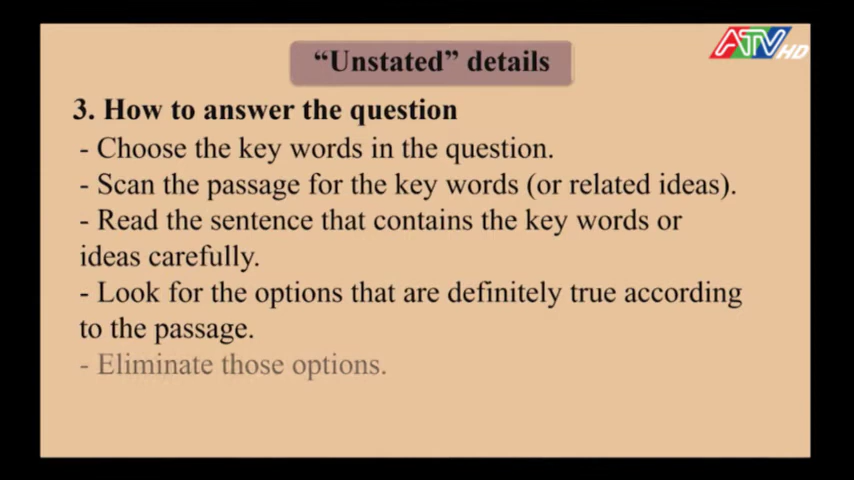 ATV HD
“Unstated” details
3. How to answer the question
- Choose the key words in the question.
- Scan the passage for the key words (or related ideas).
- Read the sentence that contains the key words or
ideas carefully.
- Look for the options that are definitely true according
to the passage.
- Eliminate those options.